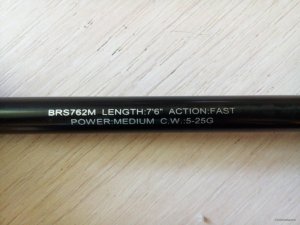 BRS762M LENGTH:7'6" ACTION:FAST
POWER:MEDIUM C.W.:5-25G